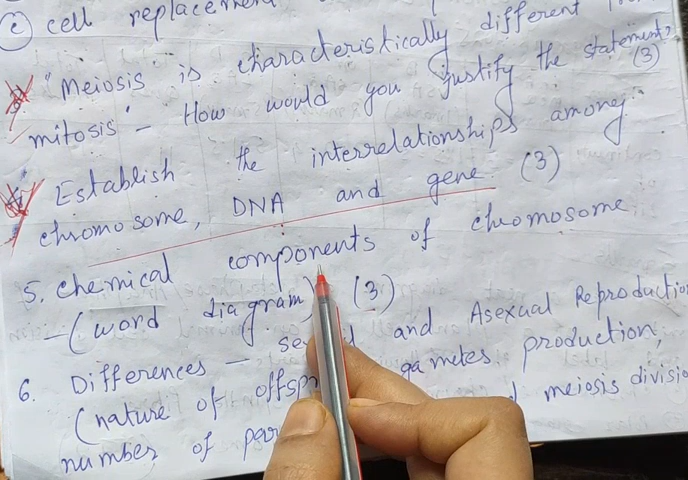 (c) cell replacement
"Meiosis is characteristically different from
mitosis" - How would you justify the statement? (3)
Establish the interrelationships among
chromosome, DNA and gene. (3)
5. Chemical components of chromosome
- (word diagram) (3)
6. Differences - and Asexual Reproduction
(nature of gametes production,
number of meiosis division